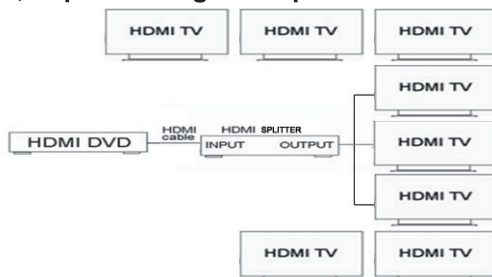 HDMI TV HDMI TV HDMI TV
HDMI TV
HDMI DVD
HDMI cable
HDMI SPLITTER
INPUT OUTPUT
HDMI TV
HDMI TV
HDMI TV HDMI TV